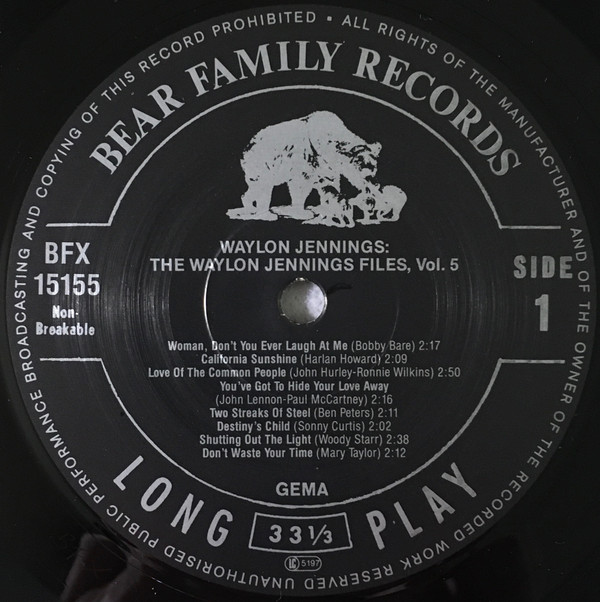 ALL RIGHTS OF THE MANUFACTURER AND OF THE OWNER OF THE RECORDED WORK RESERVED UNAUTHORISED PUBLIC PERFORMANCE BROADCASTING AND COPYING OF THIS RECORD PROHIBITED •
BEAR FAMILY RECORDS
WAYLON JENNINGS:
THE WAYLON JENNINGS FILES, Vol. 5
BFX
15155
Non-
Breakable
SIDE
1
Woman, Don't You Ever Laugh At Me (Bobby Bare) 2:17
California Sunshine (Harlan Howard) 2:09
Love Of The Common People (John Hurley-Ronnie Wilkins) 2:50
You've Got To Hide Your Love Away
(John Lennon-Paul McCartney) 2:16
Two Streaks Of Steel (Ben Peters) 2:11
Destiny's Child (Sonny Curtis) 2:02
Shutting Out The Light (Woody Starr) 2:38
Don't Waste Your Time (Mary Taylor) 2:12
GEMA
LONG PLAY
33 1/3
LC 5197